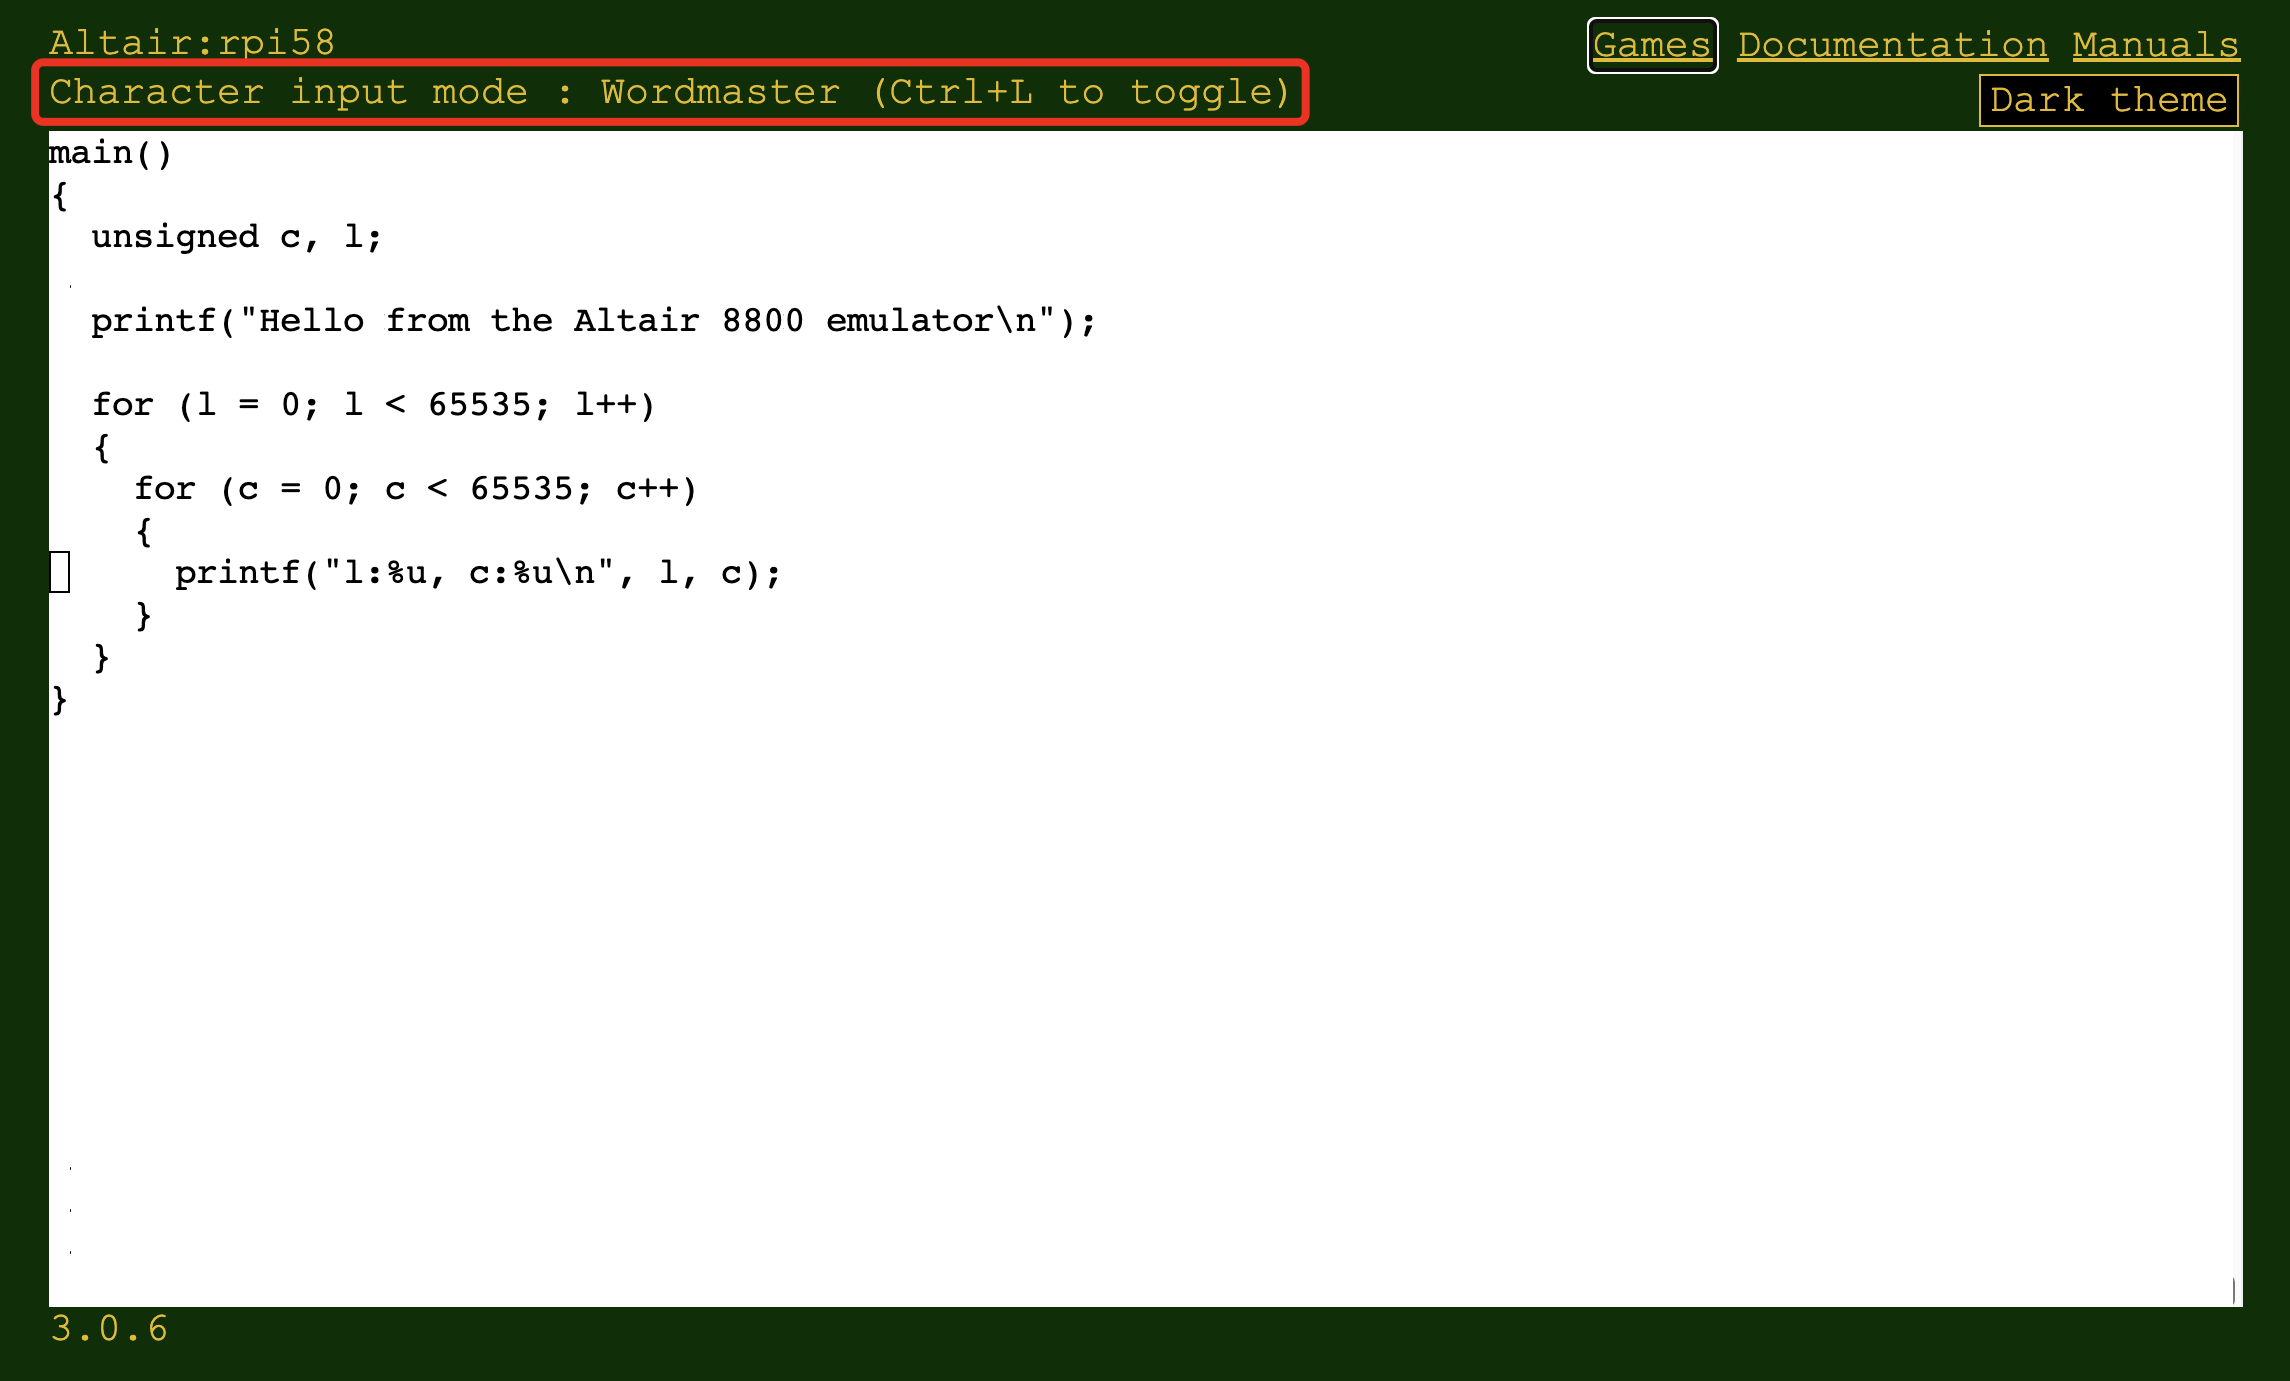 Altair:rpi58
Games Documentation Manuals
Character input mode : Wordmaster (Ctrl+L to toggle)
Dark theme
main()
{
  unsigned c, l;

  printf("Hello from the Altair 8800 emulator\n");

  for (l = 0; l < 65535; l++)
  {
    for (c = 0; c < 65535; c++)
    {
      printf("l:%u, c:%u\n", l, c);
    }
  }
}
3.0.6